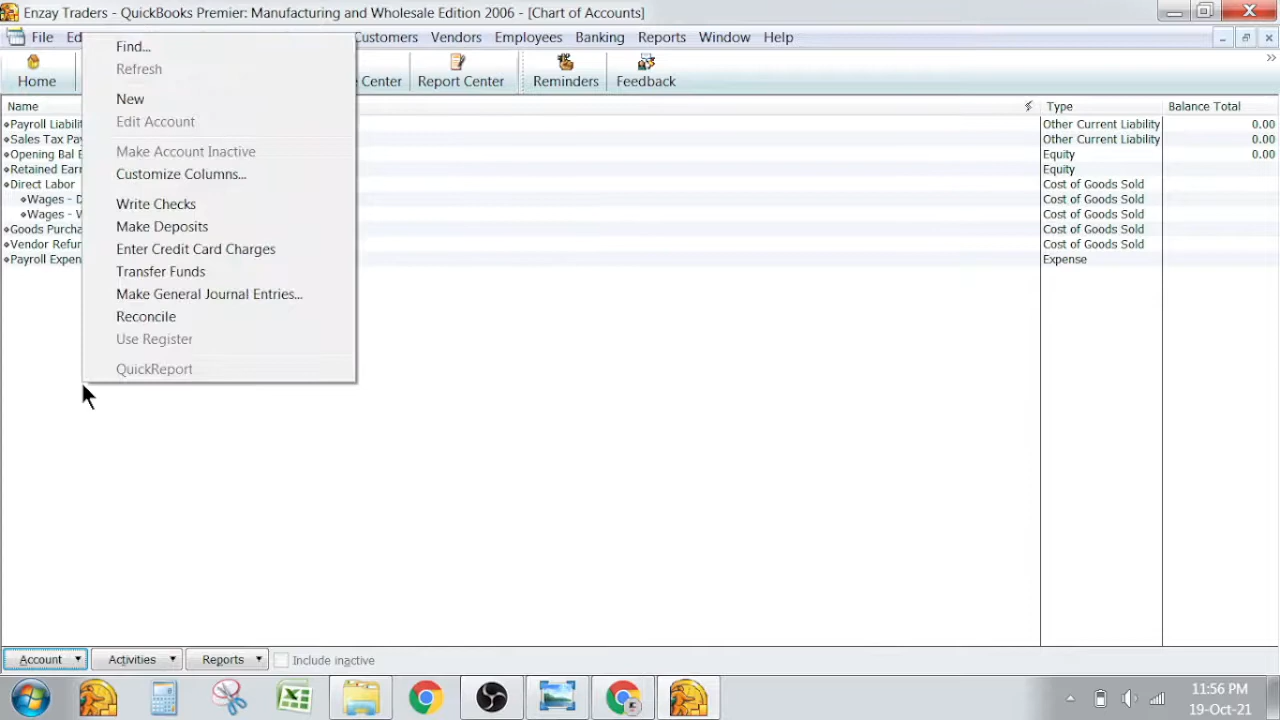 Enzay Traders - QuickBooks Premier: Manufacturing and Wholesale Edition 2006 - [Chart of Accounts]
File Ed Customers Vendors Employees Banking Reports Window Help
Home Center Report Center Reminders Feedback
Name Type Balance Total
Payroll Liabilit Other Current Liability 0.00
Sales Tax Pay Other Current Liability 0.00
Opening Bal E Equity 0.00
Retained Earn Equity
Direct Labor Cost of Goods Sold
Wages - D Cost of Goods Sold
Wages - W Cost of Goods Sold
Goods Purcha Cost of Goods Sold
Vendor Refun Cost of Goods Sold
Payroll Expen Expense
Find...
Refresh
New
Edit Account
Make Account Inactive
Customize Columns...
Write Checks
Make Deposits
Enter Credit Card Charges
Transfer Funds
Make General Journal Entries...
Reconcile
Use Register
QuickReport
Account Activities Reports Include inactive
11:56 PM
19-Oct-21